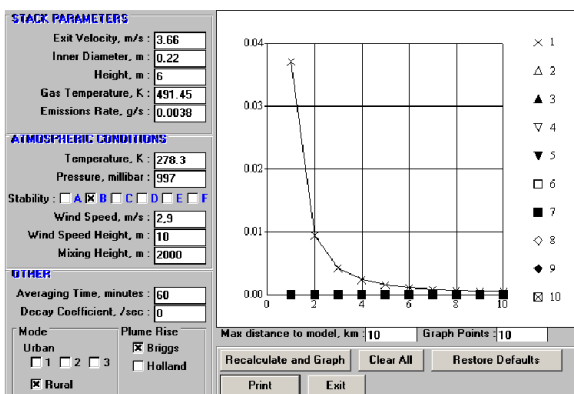 STACK PARAMETERS
Exit Velocity, m/s : 3.66
Inner Diameter, m : 0.22
Height, m : 6
Gas Temperature, K : 491.45
Emissions Rate, g/s : 0.0038
ATMOSPHERIC CONDITIONS
Temperature, K : 278.3
Pressure, millibar : 997
Stability : A B C D E F
Wind Speed, m/s : 2,9
Wind Speed Height, m : 10
Mixing Height, m : 2000
OTHER
Averaging Time, minutes : 60
Decay Coefficient, /sec : 0
Mode
Urban
1 2 3
Rural
Plume Rise
Briggs
Holland
0.04
0.03
0.02
0.01
0.00
0 2 4 6 8 10
1
2
3
4
5
6
7
8
9
10
Max distance to model, km : 10 Graph Points : 10
Recalculate and Graph Clear All Restore Defaults
Print Exit